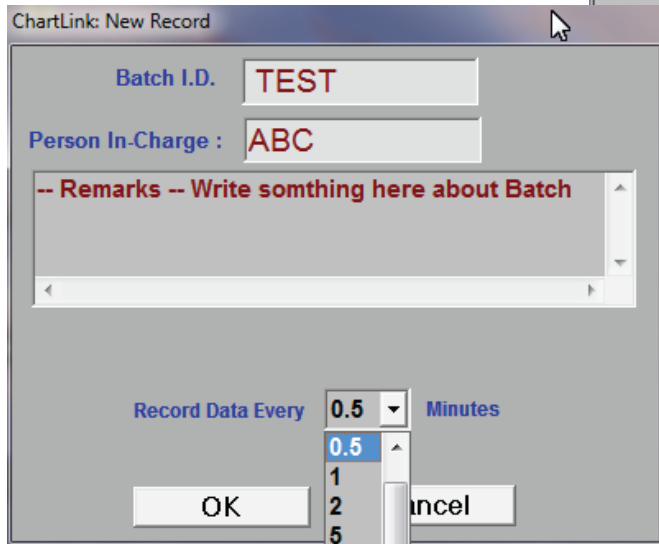 ChartLink: New Record
Batch I.D. TEST
Person In-Charge : ABC
-- Remarks -- Write somthing here about Batch
Record Data Every 0.5 Minutes
0.5
1
2
5
OK
ncel